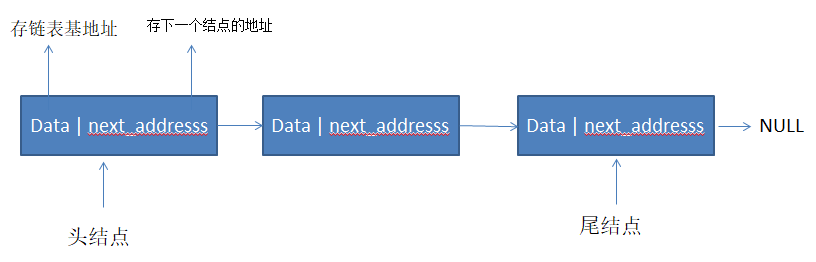 存链表基地址
存下一个结点的地址
Data | next_addresss
Data | next_addresss
Data | next_addresss
NULL
头结点
尾结点